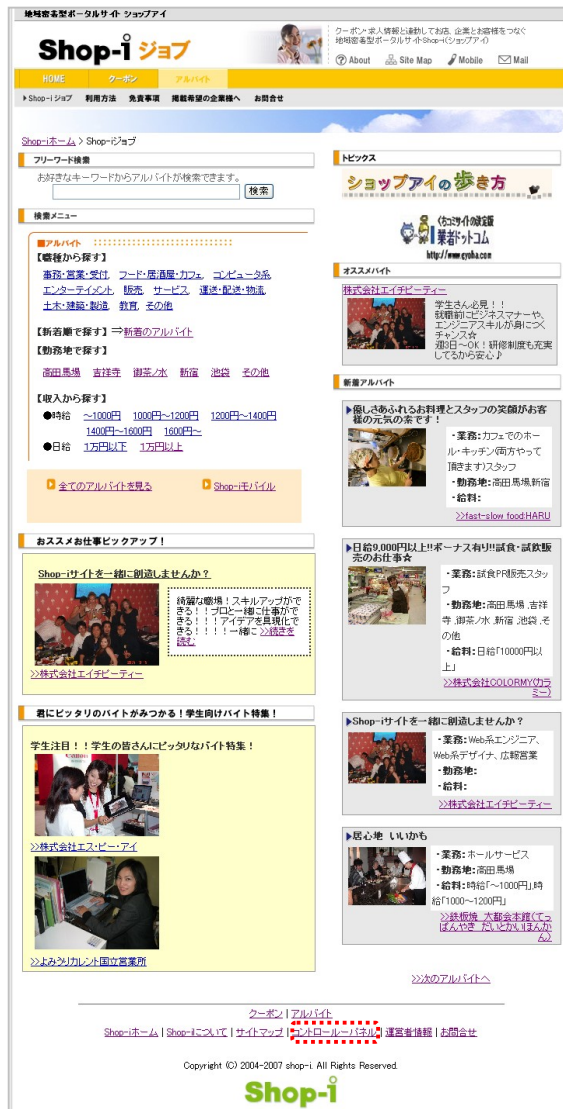 地域密着型ポータルサイト ショップアイ
Shop-i ジョブ
クーポン・求人情報と連動してお店、企業とお客様をつなぐ
地域密着型ポータルサイトShop-i(ショップアイ)
About Site Map Mobile Mail
HOME クーポン アルバイト
Shop-iジョブ 利用方法 免責事項 掲載希望の企業様へ お問合せ
Shop-iホーム > Shop-iジョブ
フリーワード検索
お好きなキーワードからアルバイトが検索できます。
検索
検索メニュー
■アルバイト
【職種から探す】
事務・営業・受付 フード・居酒屋・カフェ コンピュータ系
エンターテイメント 販売 サービス 運送・配送・物流
土木・建築・製造 教育 その他
【新着順で探す】⇒新着のアルバイト
【勤務地で探す】
高田馬場 吉祥寺 御茶ノ水 新宿 池袋 その他
【収入から探す】
●時給 ～1000円 1000円～1200円 1200円～1400円
1400円～1600円 1600円～
●日給 1万円以下 1万円以上
全てのアルバイトを見る Shop-iモバイル
おススメお仕事ピックアップ！
Shop-iサイトを一緒に創造しませんか？
綺麗な職場！スキルアップがで
きる！！プロと一緒に仕事がで
きる！！！アイデアを具現化で
きる！！！！一緒に >>続きを
読む
>>株式会社エイチピーティー
君にピッタリのバイトがみつかる！学生向けバイト特集！
学生注目！！学生の皆さんにピッタリなバイト特集！
>>株式会社エス・ピー・アイ
>>よみうりカレント国立営業所
トピックス
ショップアイの歩き方
くちコミサイトの決定版
業者ドットコム
http://www.gyoha.com
オススメバイト
株式会社エイチピーティー
学生さん必見！！
就職前にビジネスマナーや、
エンジニアスキルが身につく
チャンス☆
週3日～OK！研修制度も充実
してるから安心♪
新着アルバイト
優しさあふれるお料理とスタッフの笑顔がお客
様の元気の素です！
・業務:カフェでのホー
ル・キッチン(両方やって
頂きます)スタッフ
・勤務地:高田馬場,新宿
・給料:
>>fast-slow food:HARU
日給9,000円以上!!ボーナス有り!!試食・試飲販
売のお仕事☆
・業務:試食PR販売スタッ
フ
・勤務地:高田馬場 ,吉祥
寺 ,御茶ノ水 ,新宿 ,池袋 ,そ
の他
・給料:日給「10000円以
上」
>>株式会社COLORMY(カラ
ミー)
Shop-iサイトを一緒に創造しませんか？
・業務:Web系エンジニア、
Web系デザイナ、広報営業
・勤務地:
・給料:
>>株式会社エイチピーティー
居心地 いいかも
・業務:ホールサービス
・勤務地:高田馬場
・給料:時給「～1000円」,時
給「1000～1200円」
>>鉄板焼 大都会本館(てっ
ぱんやき だいとかいほんか
ん)
>>次のアルバイトへ
クーポン | アルバイト
Shop-iホーム | Shop-iについて | サイトマップ | コントロールーパネル | 運営者情報 | お問合せ
Copyright (C) 2004-2007 shop-i. All Rights Reserved.
Shop-i